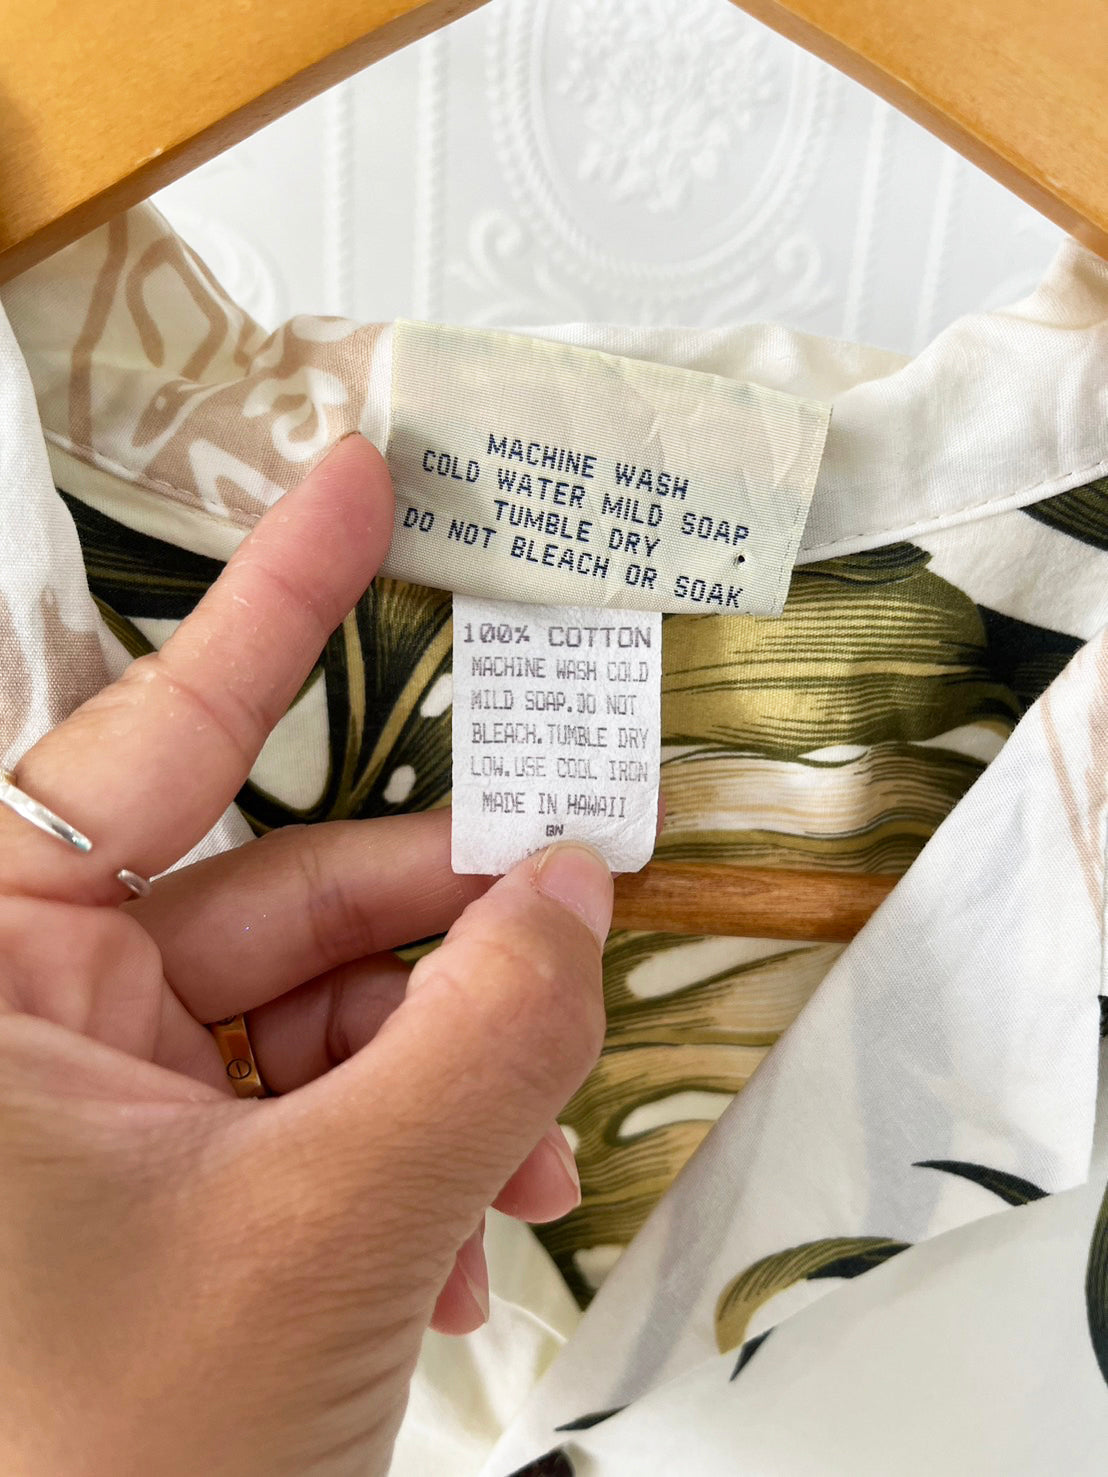 MACHINE WASH
COLD WATER MILD SOAP
TUMBLE DRY
DO NOT BLEACH OR SOAK
100% COTTON
MACHINE WASH COLD
MILD SOAP.DO NOT
BLEACH.TUMBLE DRY
LOW.USE COOL IRON
MADE IN HAWAII